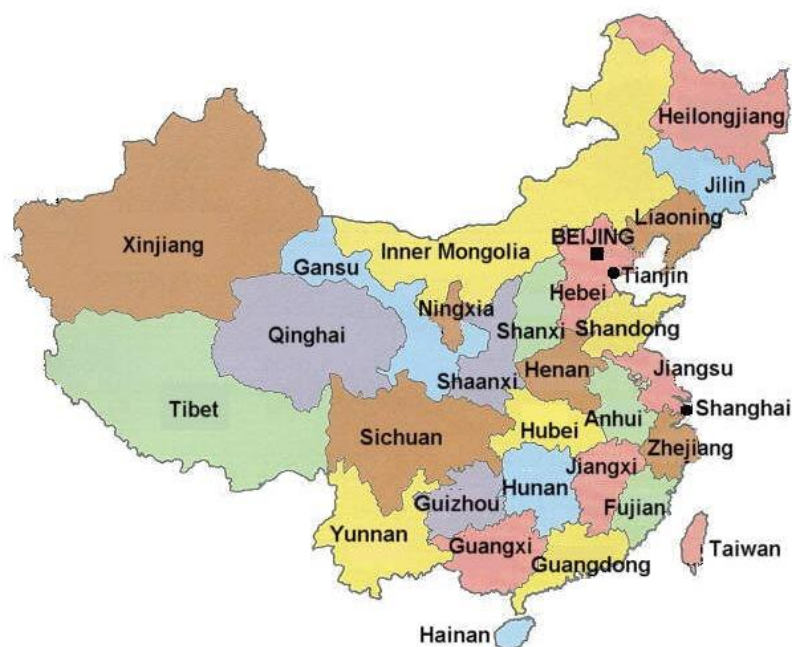 Heilongjiang
Jilin
Liaoning
BEIJING
Xinjiang
Inner Mongolia
Gansu
Tianjin
Hebei
Ningxia
Qinghai
Shanxi
Shandong
Henan
Jiangsu
Shaanxi
Tibet
Shanghai
Anhui
Sichuan
Hubei
Zhejiang
Jiangxi
Hunan
Guizhou
Fujian
Yunnan
Guangxi
Taiwan
Guangdong
Hainan